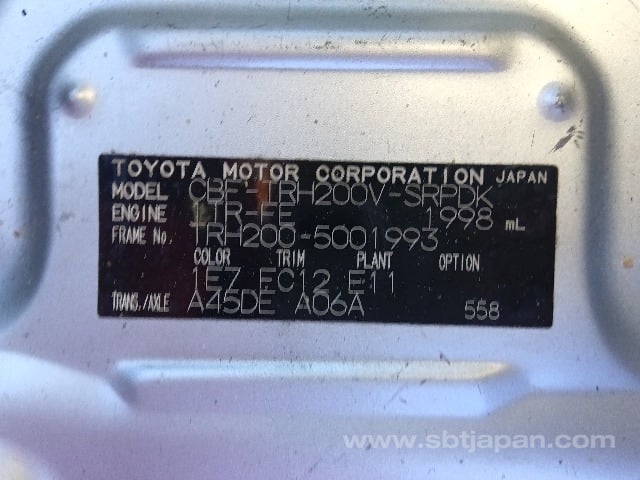 TOYOTA MOTOR CORPORATION JAPAN
MODEL CBF-TRH200V-SRPDK
ENGINE 1TR-FE 1998 mL
FRAME No. TRH200-5001993
COLOR TRIM PLANT OPTION
1E7 FC12 E11
TRANS./AXLE A45DE A06A 558
www.sbtjapan.com